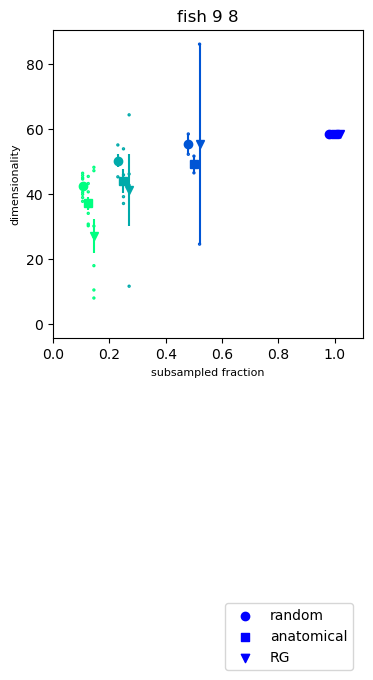 fish 9 8
80
60
40
20
0
dimensionality
0.0 0.2 0.4 0.6 0.8 1.0
subsampled fraction
random
anatomical
RG